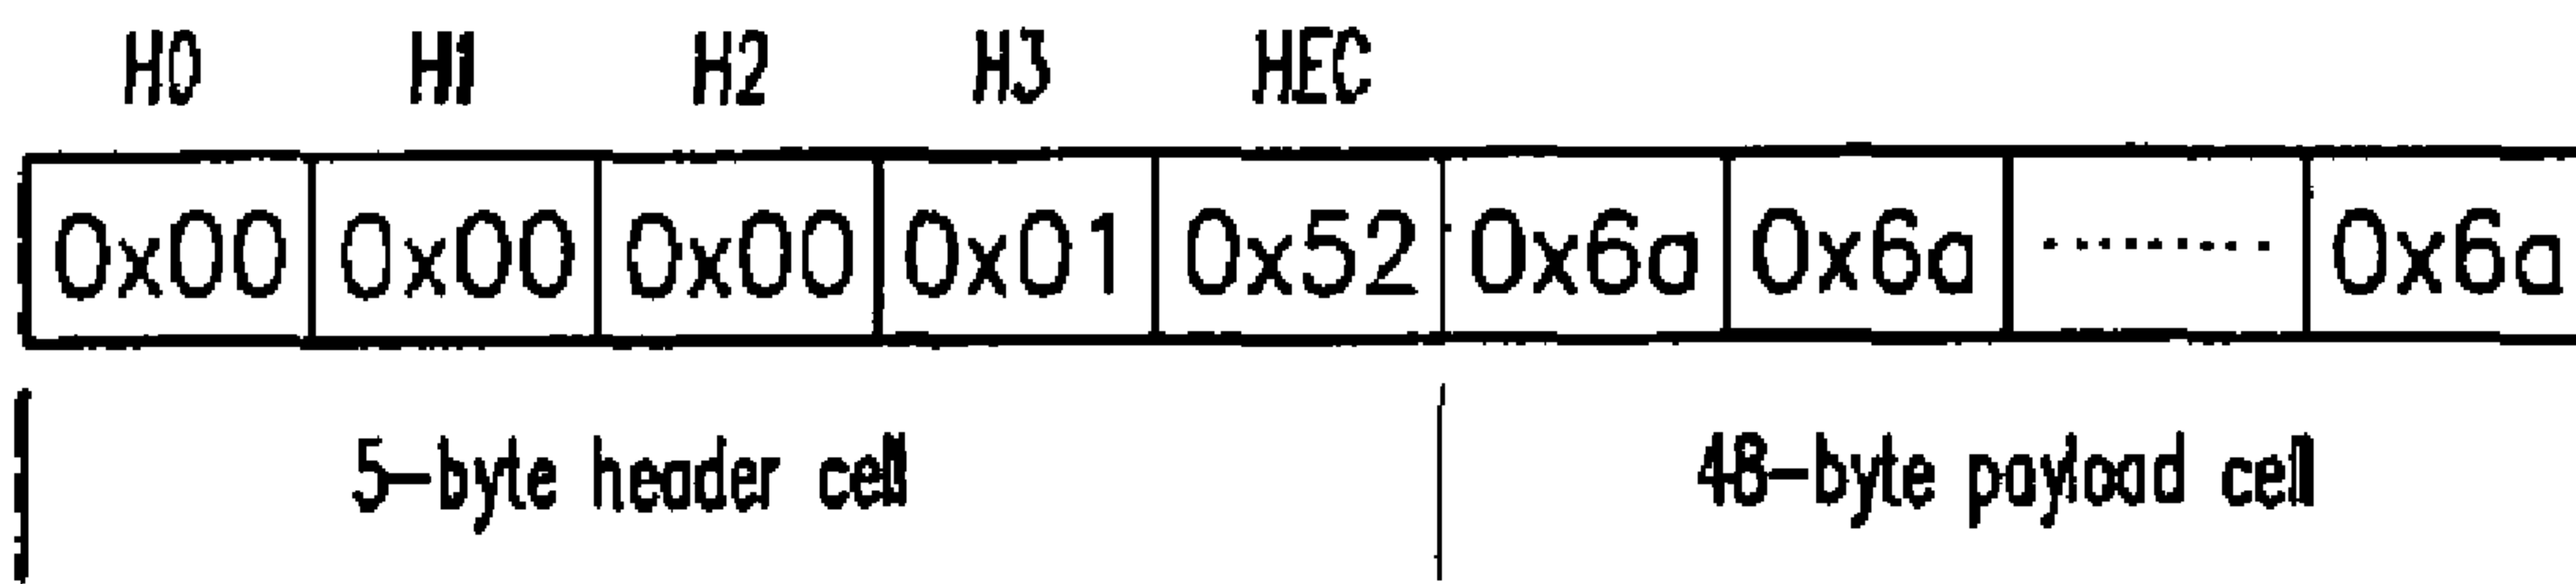 H0 H1 H2 H3 HEC
0x00 0x00 0x00 0x01 0x52 0x6a 0x6a ......... 0x6a
5-byte header cell 48-byte payload cell